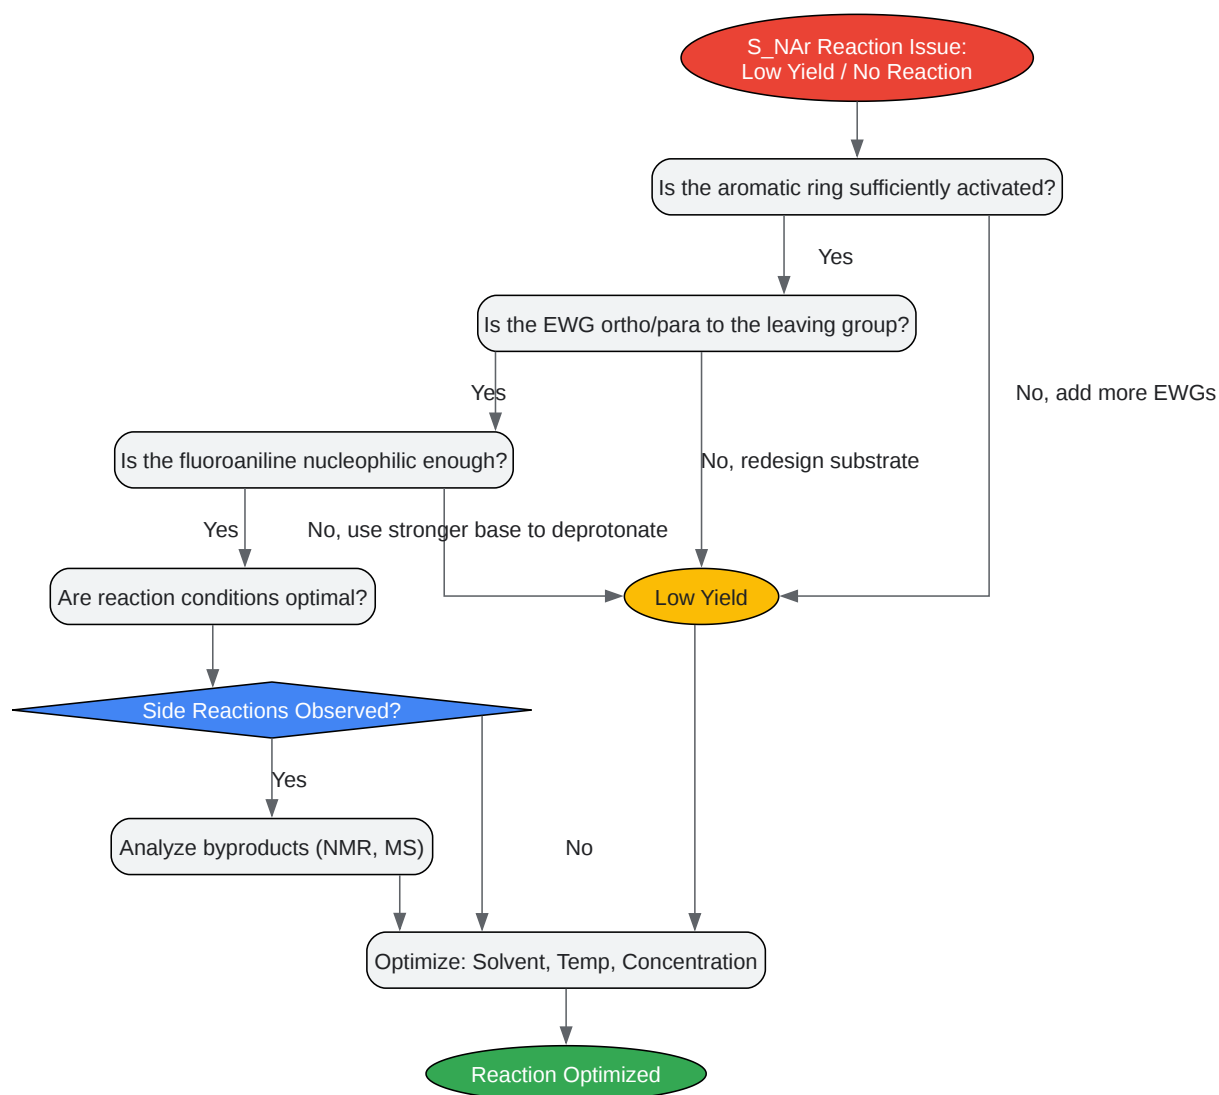 S_NAr Reaction Issue:
Low Yield / No Reaction
Is the aromatic ring sufficiently activated?
Yes
Is the EWG ortho/para to the leaving group?
Yes
No, add more EWGs
Is the fluoroaniline nucleophilic enough?
No, redesign substrate
Yes
No, use stronger base to deprotonate
Are reaction conditions optimal?
Low Yield
Side Reactions Observed?
Yes
Analyze byproducts (NMR, MS)
No
Optimize: Solvent, Temp, Concentration
Reaction Optimized